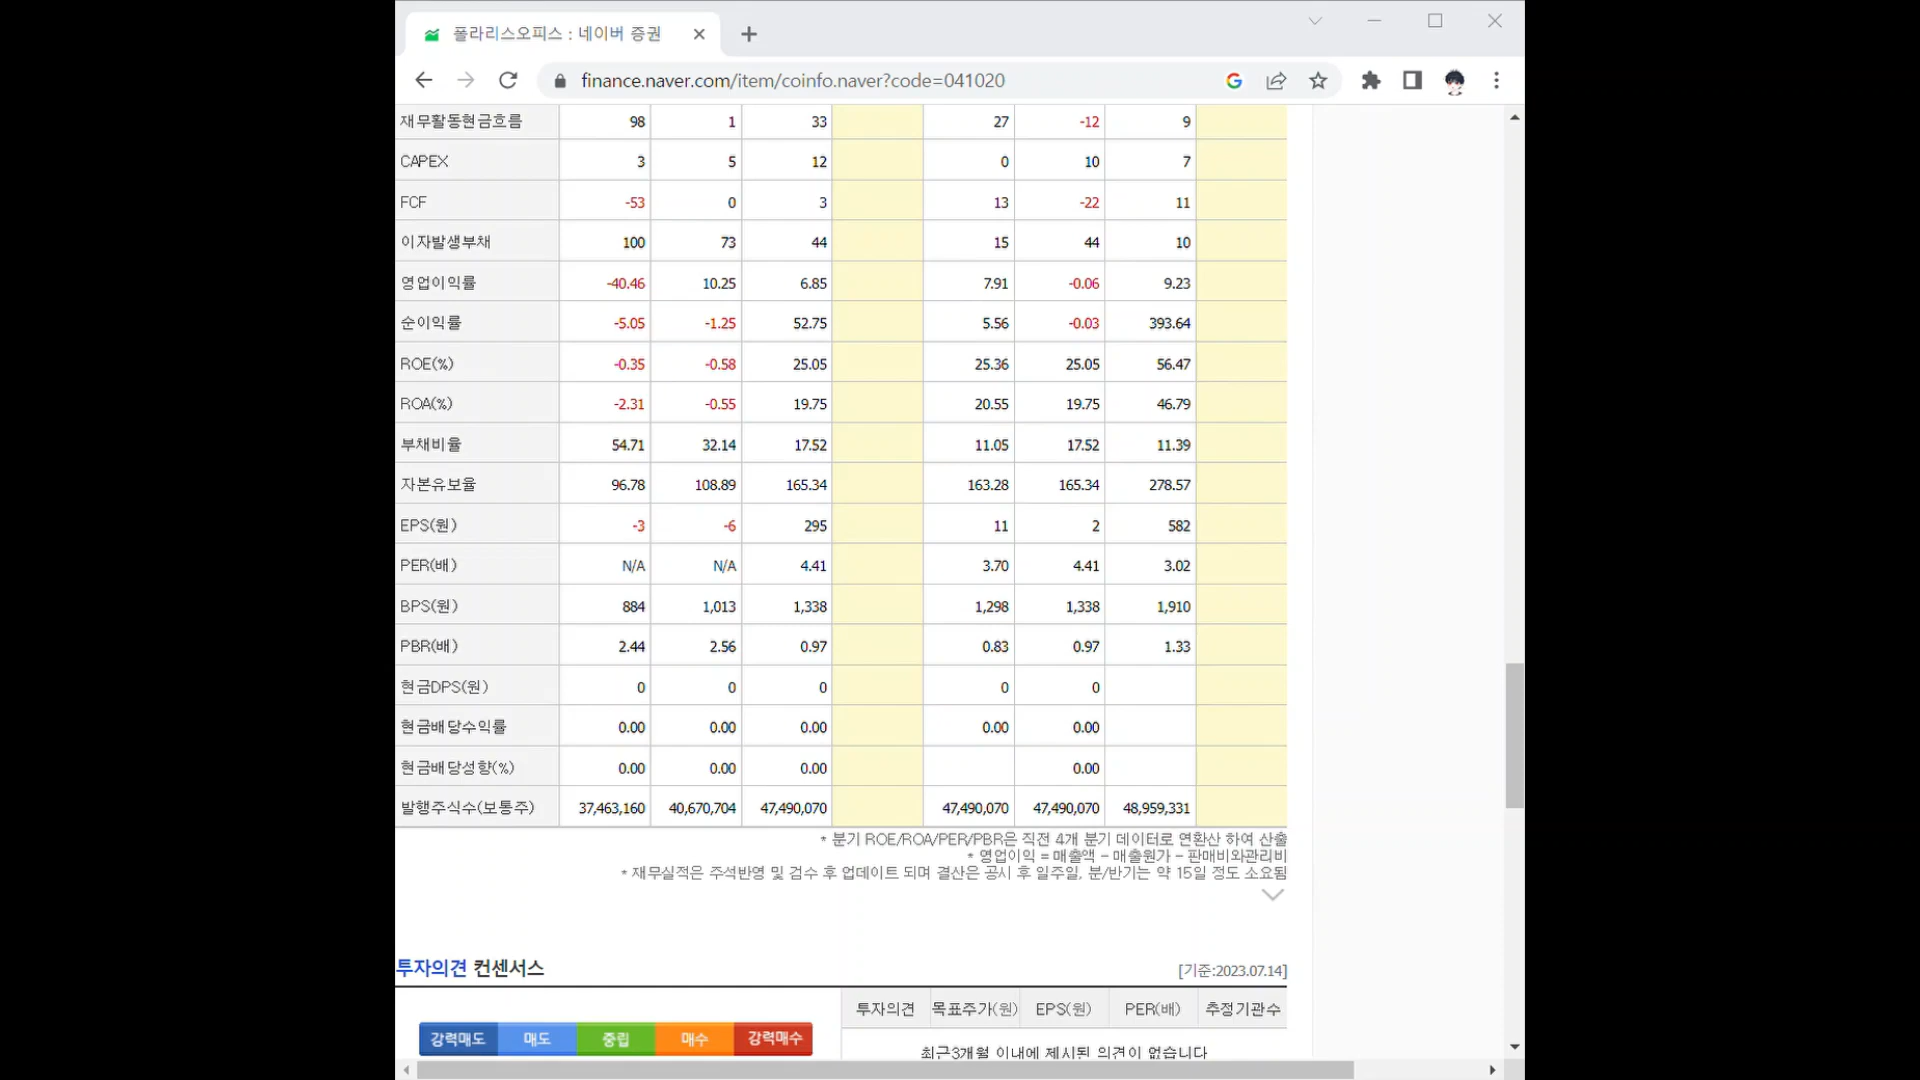 폴라리스오피스 : 네이버 증권
finance.naver.com/item/coinfo.naver?code=041020
재무활동현금흐름 98 1 33 27 -12 9
CAPEX 3 5 12 0 10 7
FCF -53 0 3 13 -22 11
이자발생부채 100 73 44 15 44 10
영업이익률 -40.46 10.25 6.85 7.91 -0.06 9.23
순이익률 -5.05 -1.25 52.75 5.56 -0.03 393.64
ROE(%) -0.35 -0.58 25.05 25.36 25.05 56.47
ROA(%) -2.31 -0.55 19.75 20.55 19.75 46.79
부채비율 54.71 32.14 17.52 11.05 17.52 11.39
자본유보율 96.78 108.89 165.34 163.28 165.34 278.57
EPS(원) -3 -6 295 11 2 582
PER(배) N/A N/A 4.41 3.70 4.41 3.02
BPS(원) 884 1,013 1,338 1,298 1,338 1,910
PBR(배) 2.44 2.56 0.97 0.83 0.97 1.33
현금DPS(원) 0 0 0 0 0
현금배당수익률 0.00 0.00 0.00 0.00 0.00
현금배당성향(%) 0.00 0.00 0.00 0.00
발행주식수(보통주) 37,463,160 40,670,704 47,490,070 47,490,070 47,490,070 48,959,331
* 분기 ROE/ROA/PER/PBR은 직전 4개 분기 데이터로 연환산 하여 산출
* 영업이익 = 매출액 - 매출원가 - 판매비와관리비
* 재무실적은 주석반영 및 검수 후 업데이트 되며 결산은 공시 후 일주일, 분/반기는 약 15일 정도 소요됨
투자의견 컨센서스 [기준:2023.07.14]
투자의견 목표주가(원) EPS(원) PER(배) 추정기관수
강력매도 매도 중립 매수 강력매수
최근3개월 이내에 제시된 의견이 없습니다